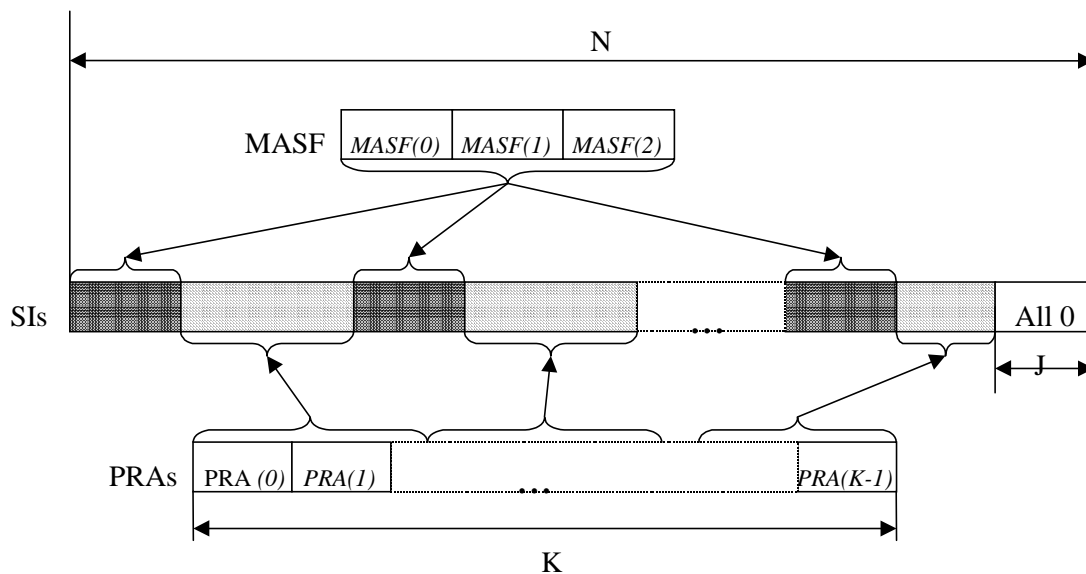 N
MASF
MASF(0) MASF(1) MASF(2)
SIs
All 0
J
PRAs
PRA (0) PRA(1) PRA(K-1)
K